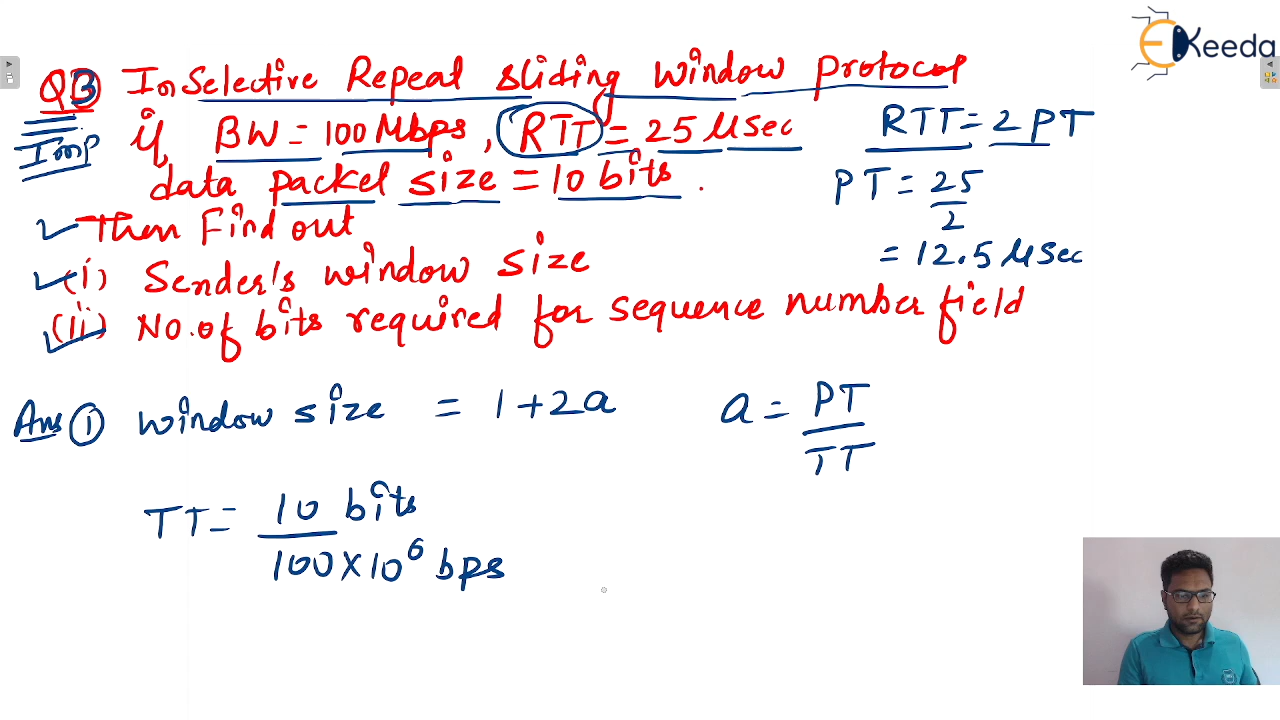 EKeeda
Q3 In Selective Repeat sliding window protocol
Imp if BW = 100 Mbps, RTT = 25 μsec
data packet size = 10 bits.
RTT = 2 PT
PT = 25
2
= 12.5 μsec
Then Find out
(i) Sender's window size
(ii) No. of bits required for sequence number field
Ans ① window size = 1 + 2a
a = PT
TT
TT = 10 bits
100 X 10⁶ bps